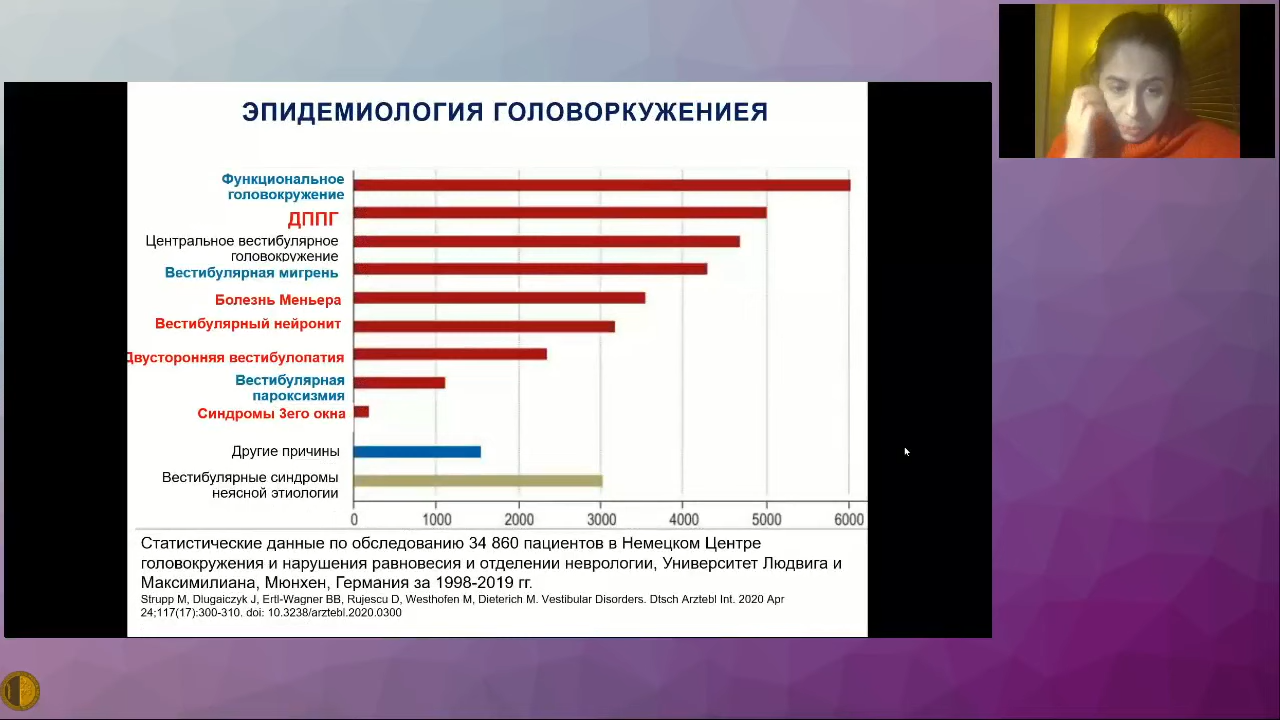 ЭПИДЕМИОЛОГИЯ ГОЛОВОРКУЖЕНИЕЯ
Функциональное
головокружение
ДППГ
Центральное вестибулярное
головокружение
Вестибулярная мигрень
Болезнь Меньера
Вестибулярный нейронит
Двусторонняя вестибулопатия
Вестибулярная
пароксизмия
Синдромы 3его окна
Другие причины
Вестибулярные синдромы
неясной этиологии
0 1000 2000 3000 4000 5000 6000
Статистические данные по обследованию 34 860 пациентов в Немецком Центре
головокружения и нарушения равновесия и отделении неврологии, Университет Людвига и
Максимилиана, Мюнхен, Германия за 1998-2019 гг.
Strupp M, Dlugaiczyk J, Ertl-Wagner BB, Rujescu D, Westhofen M, Dieterich M. Vestibular Disorders. Dtsch Arztebl Int. 2020 Apr
24;117(17):300-310. doi: 10.3238/arztebl.2020.0300